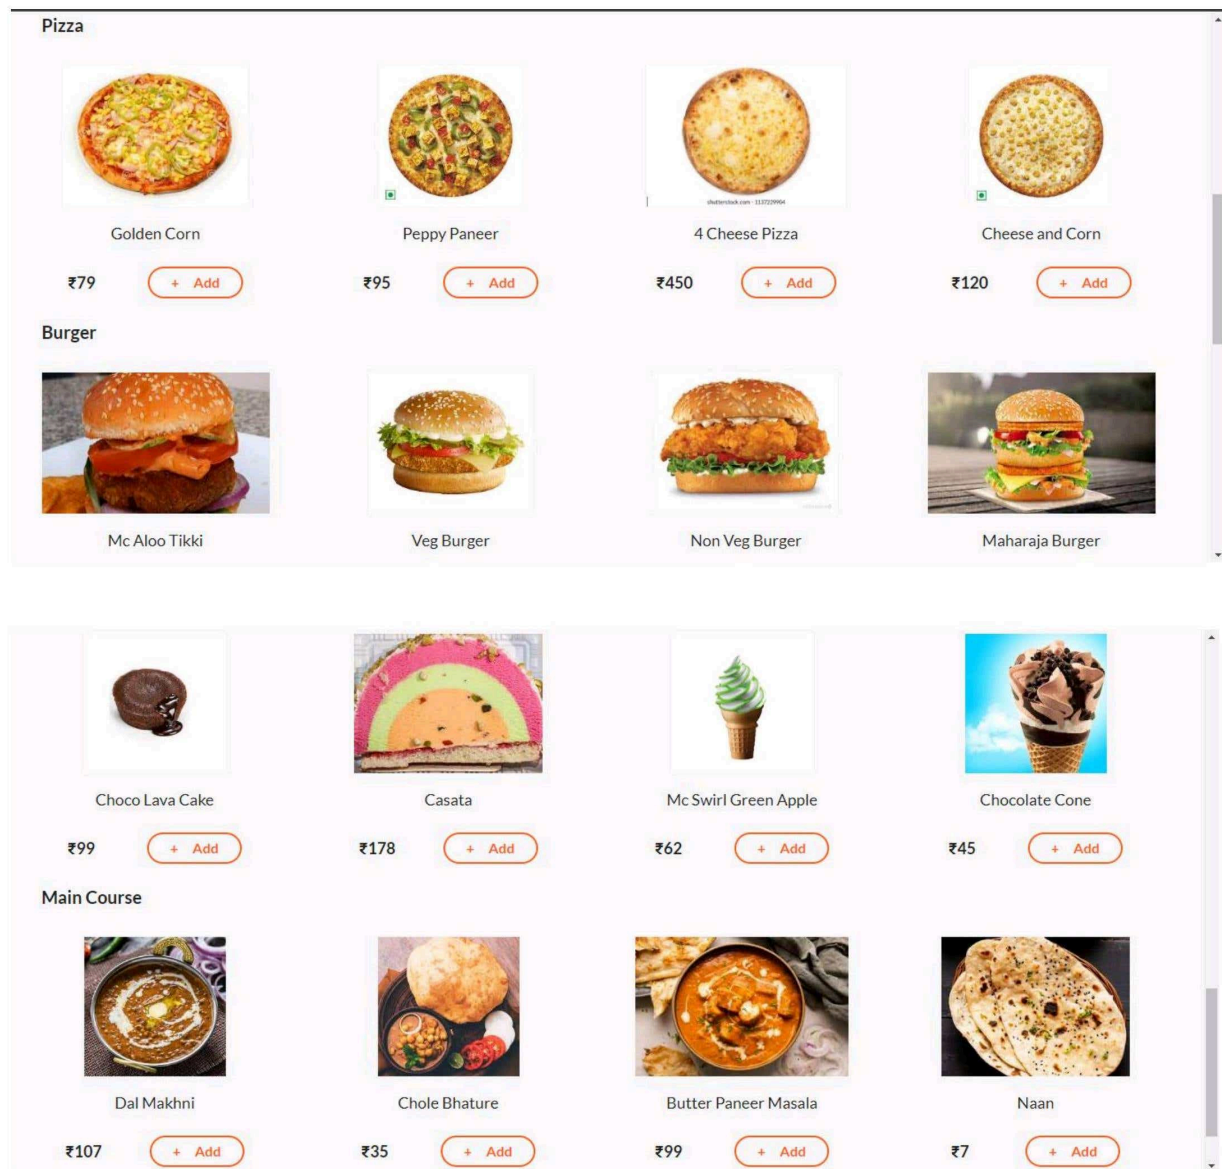 Pizza
shutterstock.com · 1137239904
Golden Corn
Peppy Paneer
4 Cheese Pizza
Cheese and Corn
₹79
+ Add
₹95
+ Add
₹450
+ Add
₹120
+ Add
Burger
Mc Aloo Tikki
Veg Burger
Non Veg Burger
Maharaja Burger
Choco Lava Cake
Casata
Mc Swirl Green Apple
Chocolate Cone
₹99
+ Add
₹178
+ Add
₹62
+ Add
₹45
+ Add
Main Course
Dal Makhni
Chole Bhature
Butter Paneer Masala
Naan
₹107
+ Add
₹35
+ Add
₹99
+ Add
₹7
+ Add